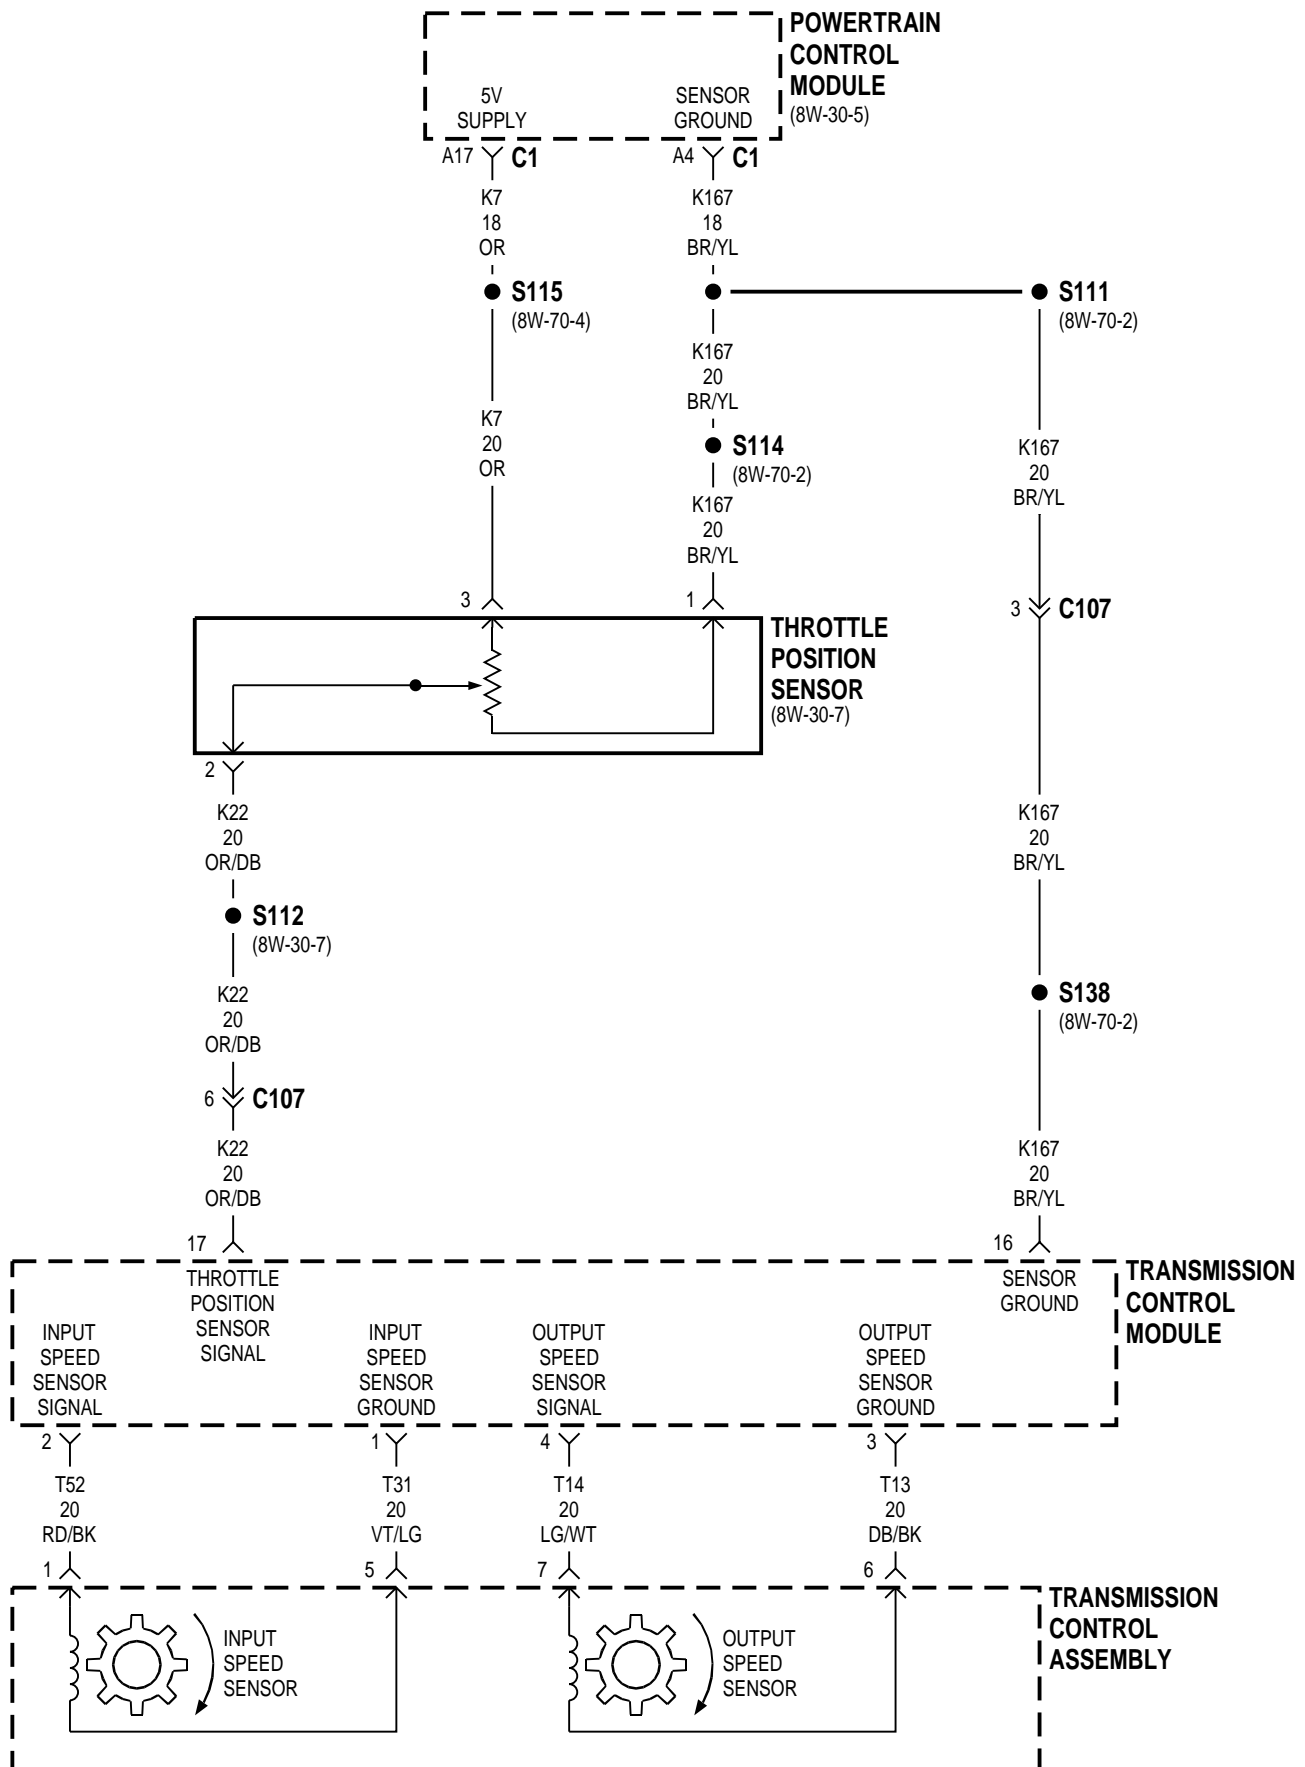 POWERTRAIN
CONTROL
MODULE
(8W-30-5)
5V
SUPPLY
SENSOR
GROUND
A17
C1
A4
C1
K7
18
OR
K167
18
BR/YL
S115
(8W-70-4)
S111
(8W-70-2)
K167
20
BR/YL
K7
20
OR
S114
(8W-70-2)
K167
20
BR/YL
K167
20
BR/YL
3
1
3
C107
THROTTLE
POSITION
SENSOR
(8W-30-7)
2
K22
20
OR/DB
K167
20
BR/YL
S112
(8W-30-7)
K22
20
OR/DB
S138
(8W-70-2)
6
C107
K22
20
OR/DB
K167
20
BR/YL
17
16
TRANSMISSION
CONTROL
MODULE
THROTTLE
POSITION
SENSOR
SIGNAL
SENSOR
GROUND
INPUT
SPEED
SENSOR
SIGNAL
INPUT
SPEED
SENSOR
GROUND
OUTPUT
SPEED
SENSOR
SIGNAL
OUTPUT
SPEED
SENSOR
GROUND
2
1
4
3
T52
20
RD/BK
T31
20
VT/LG
T14
20
LG/WT
T13
20
DB/BK
1
5
7
6
TRANSMISSION
CONTROL
ASSEMBLY
INPUT
SPEED
SENSOR
OUTPUT
SPEED
SENSOR